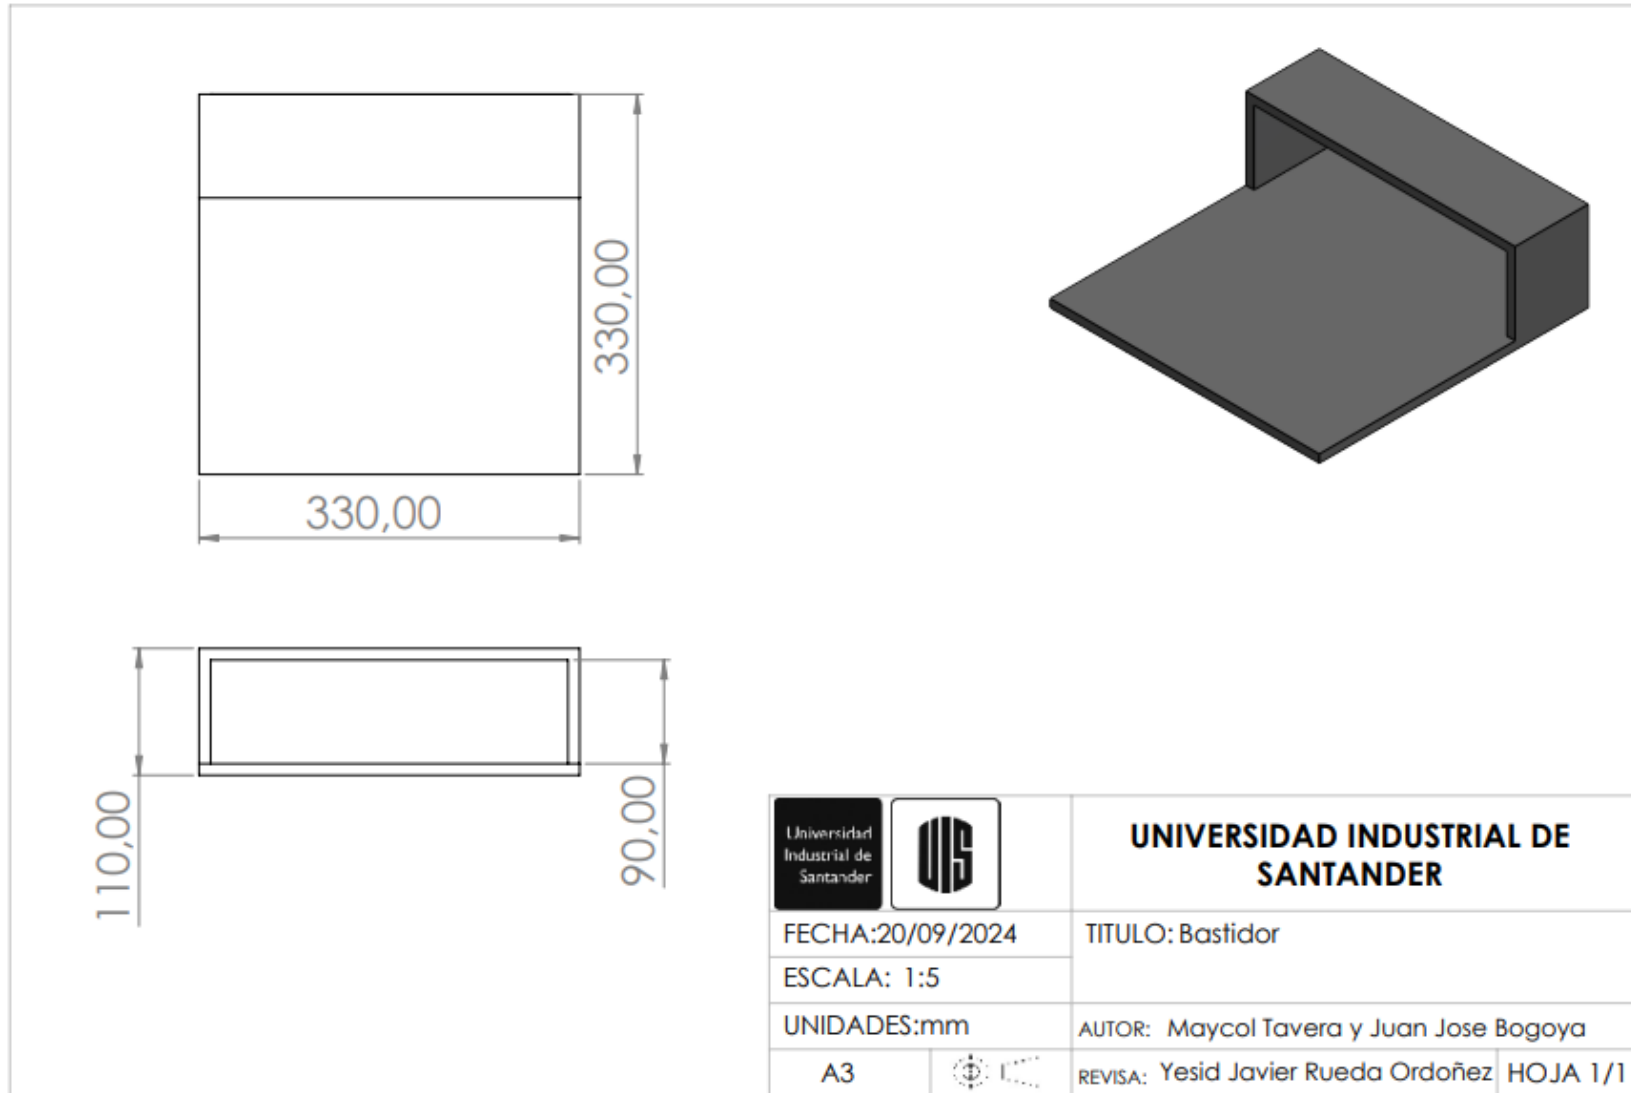 330,00
330,00
110,00
90,00
Universidad
Industrial de
Santander
UIS
UNIVERSIDAD INDUSTRIAL DE
SANTANDER
FECHA:20/09/2024
TITULO: Bastidor
ESCALA: 1:5
UNIDADES:mm
AUTOR: Maycol Tavera y Juan Jose Bogoya
A3
REVISA: Yesid Javier Rueda Ordoñez
HOJA 1/1